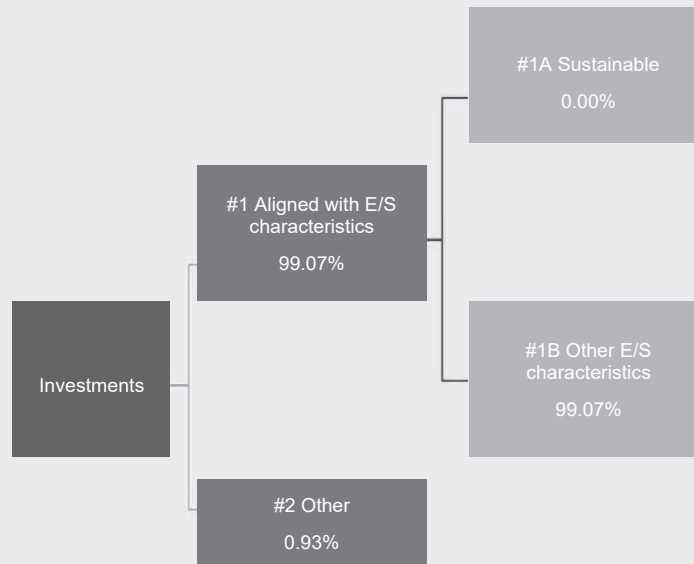 #1A Sustainable
0.00%
#1 Aligned with E/S
characteristics
99.07%
Investments
#1B Other E/S
characteristics
99.07%
#2 Other
0.93%